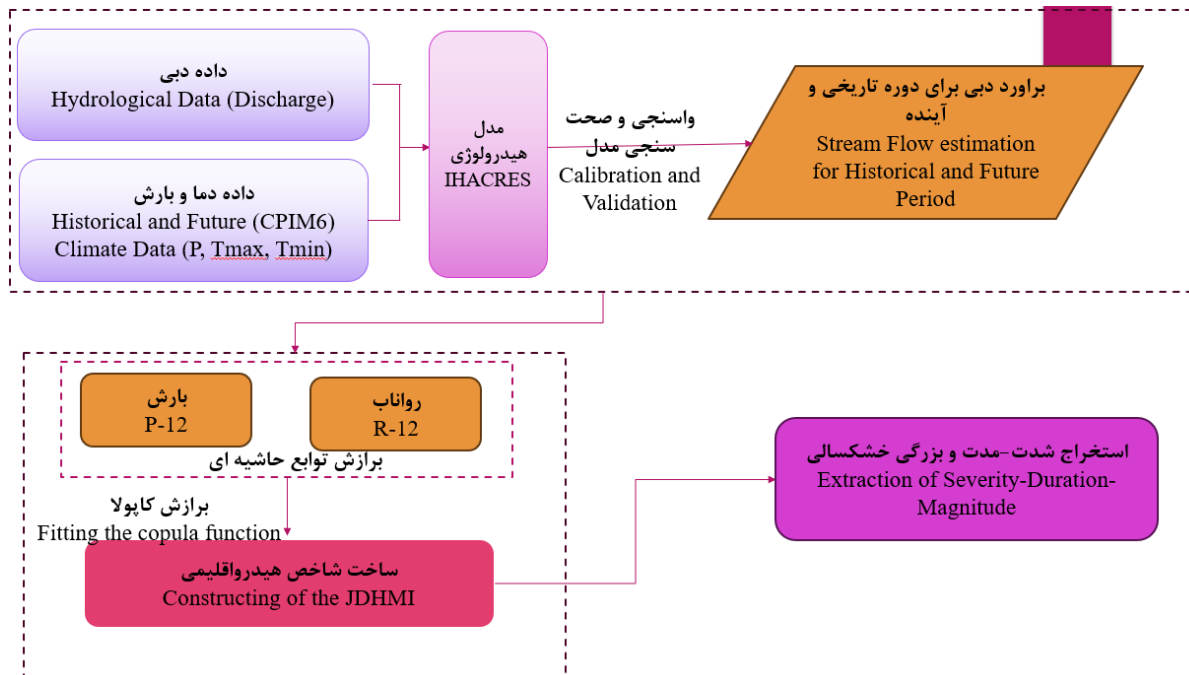 داده دبی
Hydrological Data (Discharge)
داده دما و بارش
Historical and Future (CPIM6)
Climate Data (P, Tmax, Tmin)
مدل
هیدرولوژی
IHACRES
واسنجی و صحت
سنجی مدل
Calibration and
Validation
براورد دبی برای دوره تاریخی و
آینده
Stream Flow estimation
for Historical and Future
Period
بارش
P-12
رواناب
R-12
برازش توابع حاشیه ای
برازش کاپولا
Fitting the copula function
ساخت شاخص هیدرواقلیمی
Constructing of the JDHMI
استخراج شدت-مدت و بزرگی خشکسالی
Extraction of Severity-Duration-
Magnitude